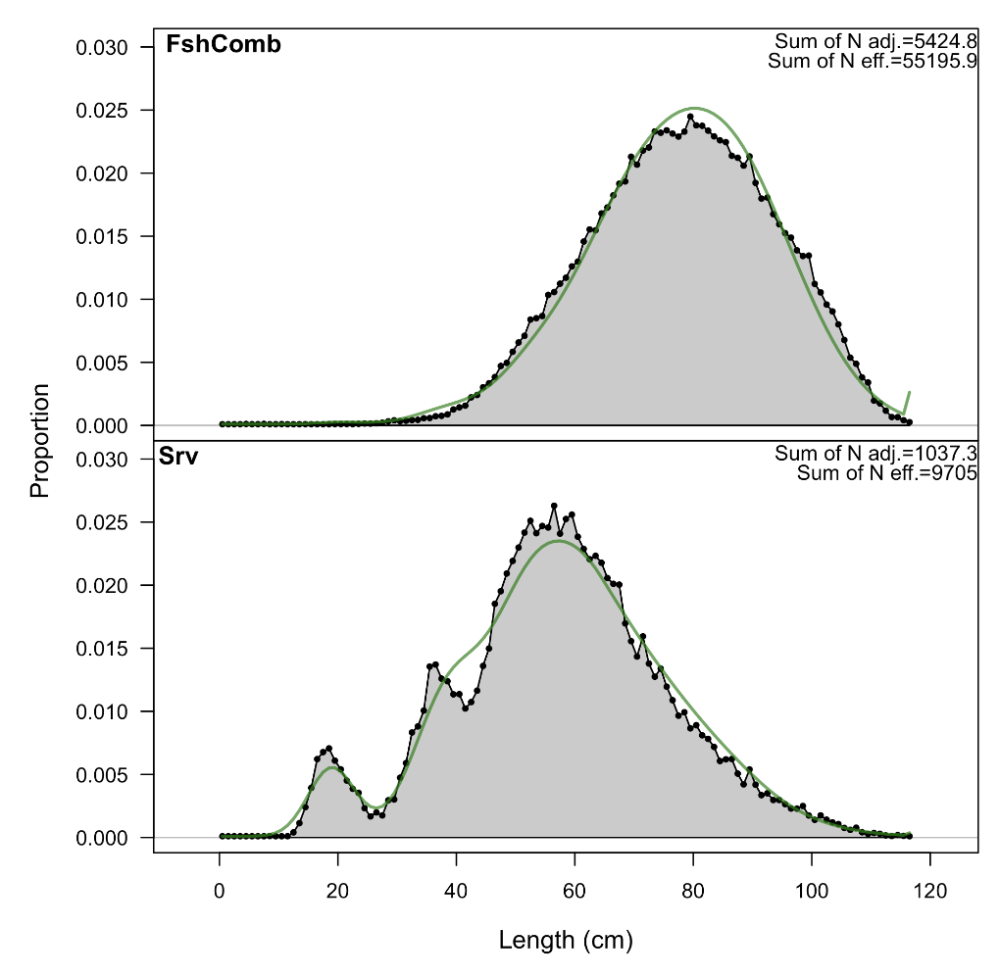 FshComb
Sum of N adj.=5424.8
Sum of N eff.=55195.9
0.030
0.025
0.020
0.015
0.010
0.005
0.000
Srv
Sum of N adj.=1037.3
Sum of N eff.=9705
0.030
0.025
0.020
0.015
0.010
0.005
0.000
Proportion
0 20 40 60 80 100 120
Length (cm)